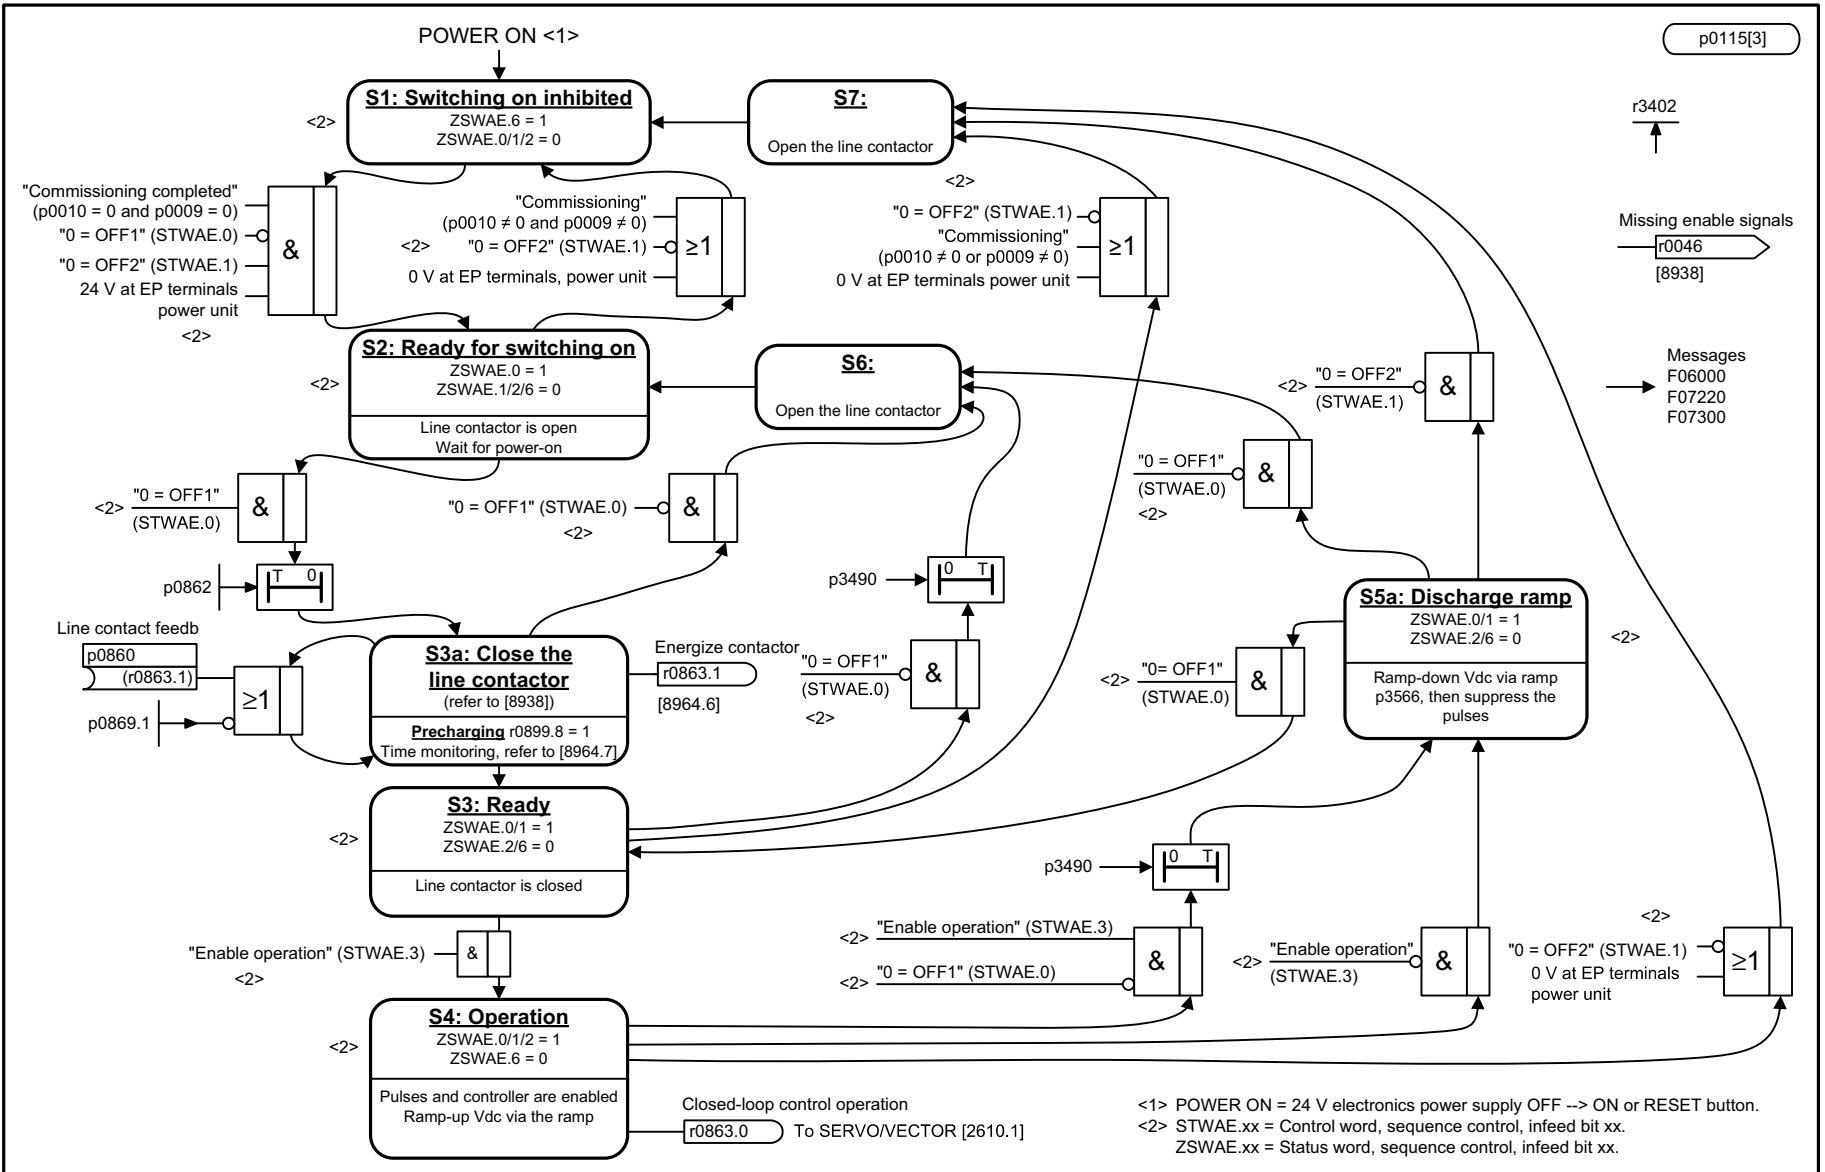 POWER ON <1>
p0115[3]
S1: Switching on inhibited
ZSWAE.6 = 1
ZSWAE.0/1/2 = 0
<2>
S7:
Open the line contactor
r3402
"Commissioning completed"
(p0010 = 0 and p0009 = 0)
"0 = OFF1" (STWAE.0)
"0 = OFF2" (STWAE.1)
24 V at EP terminals
power unit
<2>
&
"Commissioning"
(p0010 ≠ 0 and p0009 ≠ 0)
<2> "0 = OFF2" (STWAE.1)
0 V at EP terminals, power unit
≥1
<2>
"0 = OFF2" (STWAE.1)
"Commissioning"
(p0010 ≠ 0 or p0009 ≠ 0)
0 V at EP terminals power unit
≥1
Missing enable signals
r0046
[8938]
S2: Ready for switching on
ZSWAE.0 = 1
ZSWAE.1/2/6 = 0
Line contactor is open
Wait for power-on
<2>
S6:
Open the line contactor
<2> "0 = OFF2"
(STWAE.1)
&
Messages
F06000
F07220
F07300
<2> "0 = OFF1"
(STWAE.0)
&
"0 = OFF1" (STWAE.0)
<2>
&
"0 = OFF1"
(STWAE.0)
<2>
&
p0862
T 0
p3490
0 T
Line contact feedb
p0860
(r0863.1)
p0869.1
≥1
S3a: Close the
line contactor
(refer to [8938])
Precharging r0899.8 = 1
Time monitoring, refer to [8964.7]
Energize contactor
r0863.1
[8964.6]
"0 = OFF1"
(STWAE.0)
<2>
&
<2> "0= OFF1"
(STWAE.0)
&
S5a: Discharge ramp
ZSWAE.0/1 = 1
ZSWAE.2/6 = 0
Ramp-down Vdc via ramp
p3566, then suppress the
pulses
<2>
S3: Ready
ZSWAE.0/1 = 1
ZSWAE.2/6 = 0
Line contactor is closed
<2>
p3490
0 T
"Enable operation" (STWAE.3)
<2>
&
<2> "Enable operation" (STWAE.3)
<2> "0 = OFF1" (STWAE.0)
&
<2> "Enable operation"
(STWAE.3)
&
<2>
"0 = OFF2" (STWAE.1)
0 V at EP terminals
power unit
≥1
S4: Operation
ZSWAE.0/1/2 = 1
ZSWAE.6 = 0
Pulses and controller are enabled
Ramp-up Vdc via the ramp
<2>
Closed-loop control operation
r0863.0 To SERVO/VECTOR [2610.1]
<1> POWER ON = 24 V electronics power supply OFF --> ON or RESET button.
<2> STWAE.xx = Control word, sequence control, infeed bit xx.
ZSWAE.xx = Status word, sequence control, infeed bit xx.